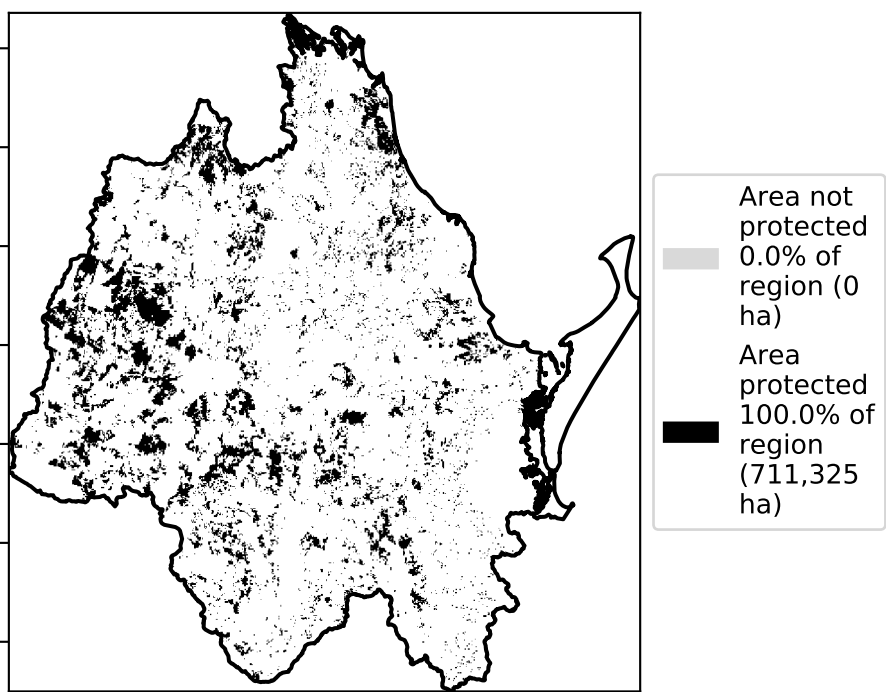 Area not
protected
0.0% of
region (0
ha)
Area
protected
100.0% of
region
(711,325
ha)